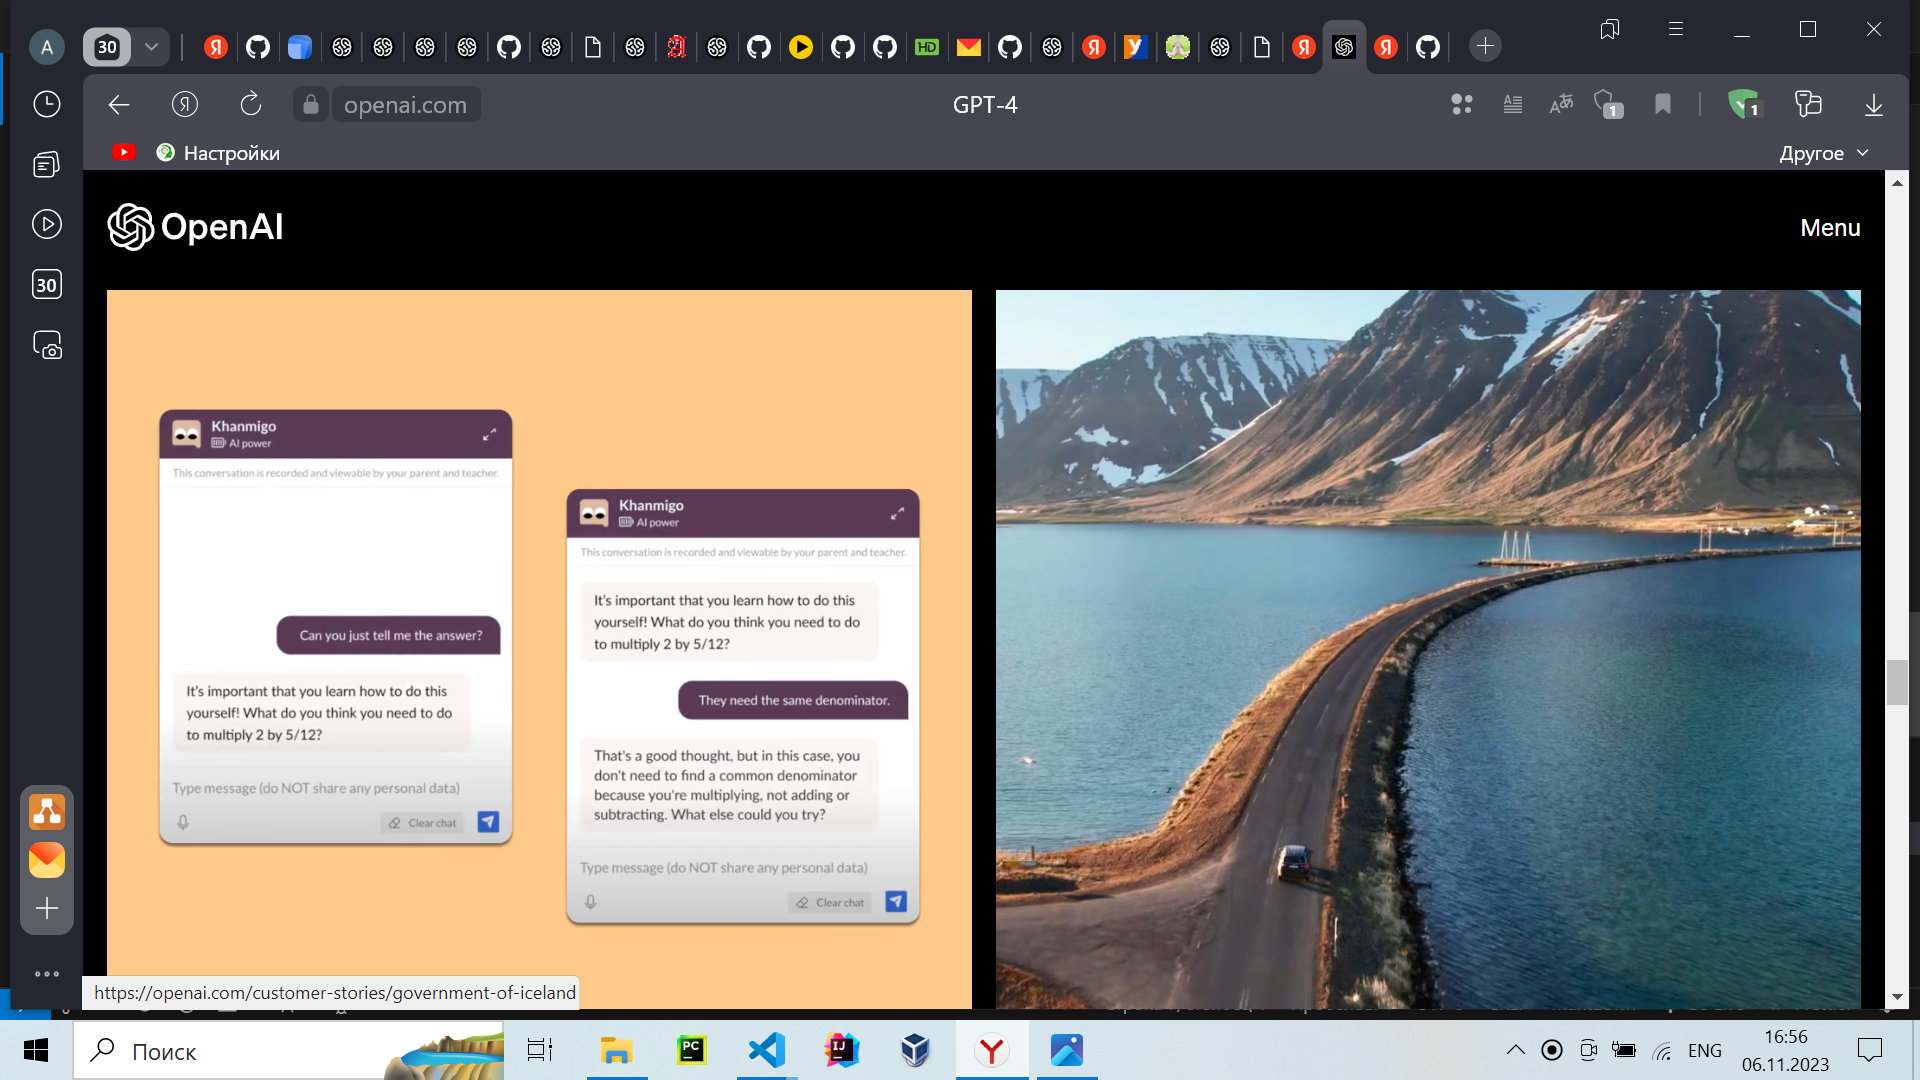 A
30
HD
У
openai.com
GPT-4
1
1
Настройки
Другое
30
OpenAI
Menu
Khanmigo
AI power
This conversation is recorded and viewable by your parent and teacher.
Can you just tell me the answer?
It's important that you learn how to do this
yourself! What do you think you need to do
to multiply 2 by 5/12?
Type message (do NOT share any personal data)
Clear chat
Khanmigo
AI power
This conversation is recorded and viewable by your parent and teacher.
It's important that you learn how to do this
yourself! What do you think you need to do
to multiply 2 by 5/12?
They need the same denominator.
That's a good thought, but in this case, you
don't need to find a common denominator
because you're multiplying, not adding or
subtracting. What else could you try?
Type message (do NOT share any personal data)
Clear chat
https://openai.com/customer-stories/government-of-iceland
Поиск
PC
IJ
ENG
16:56
06.11.2023